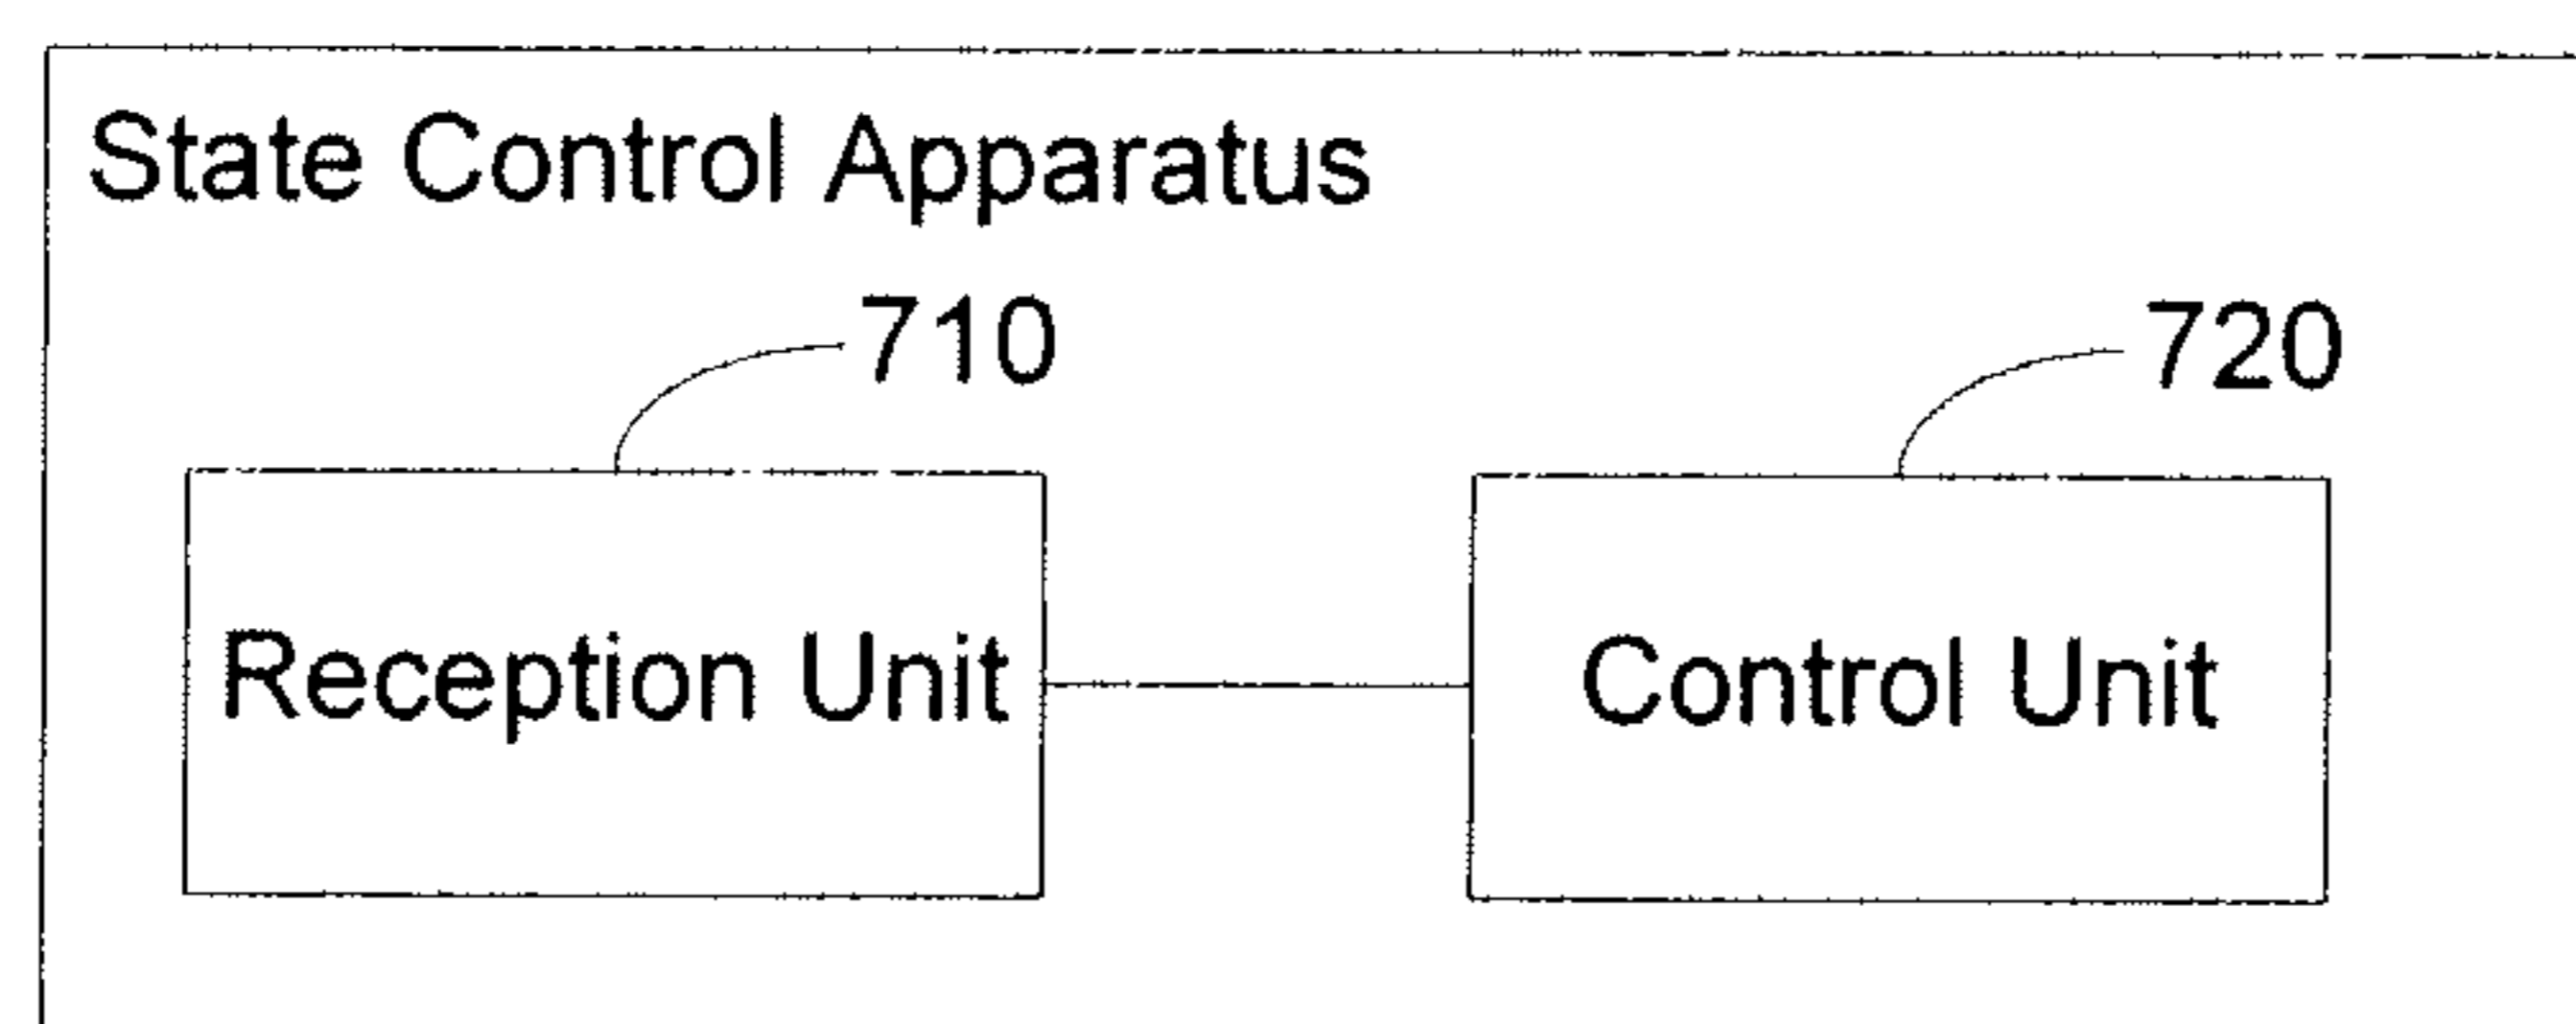 State Control Apparatus
710
720
Reception Unit
Control Unit